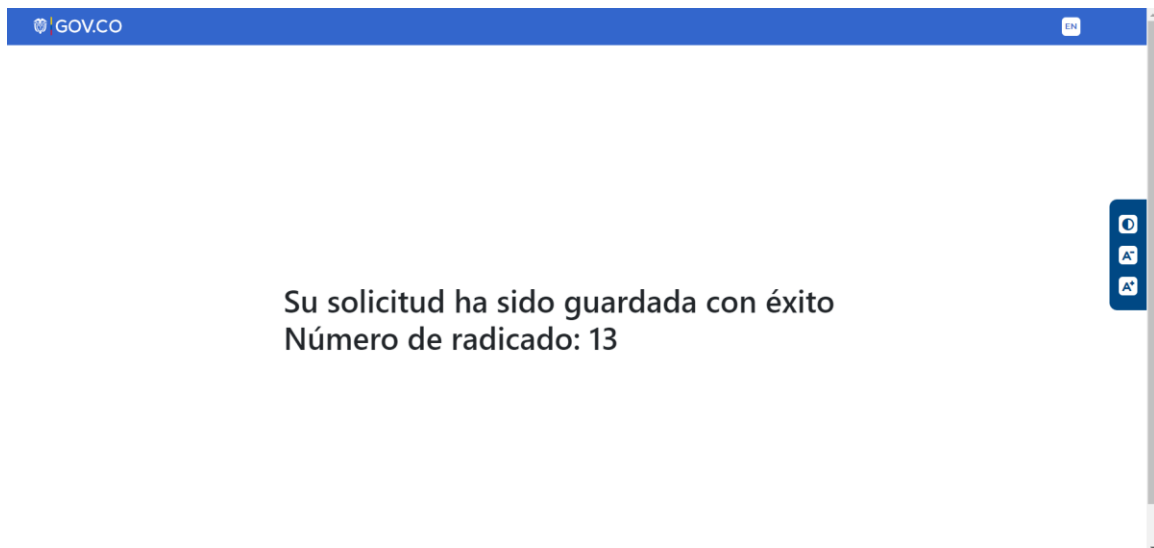 GOV.CO
EN
Su solicitud ha sido guardada con éxito
Número de radicado: 13
A-
A+